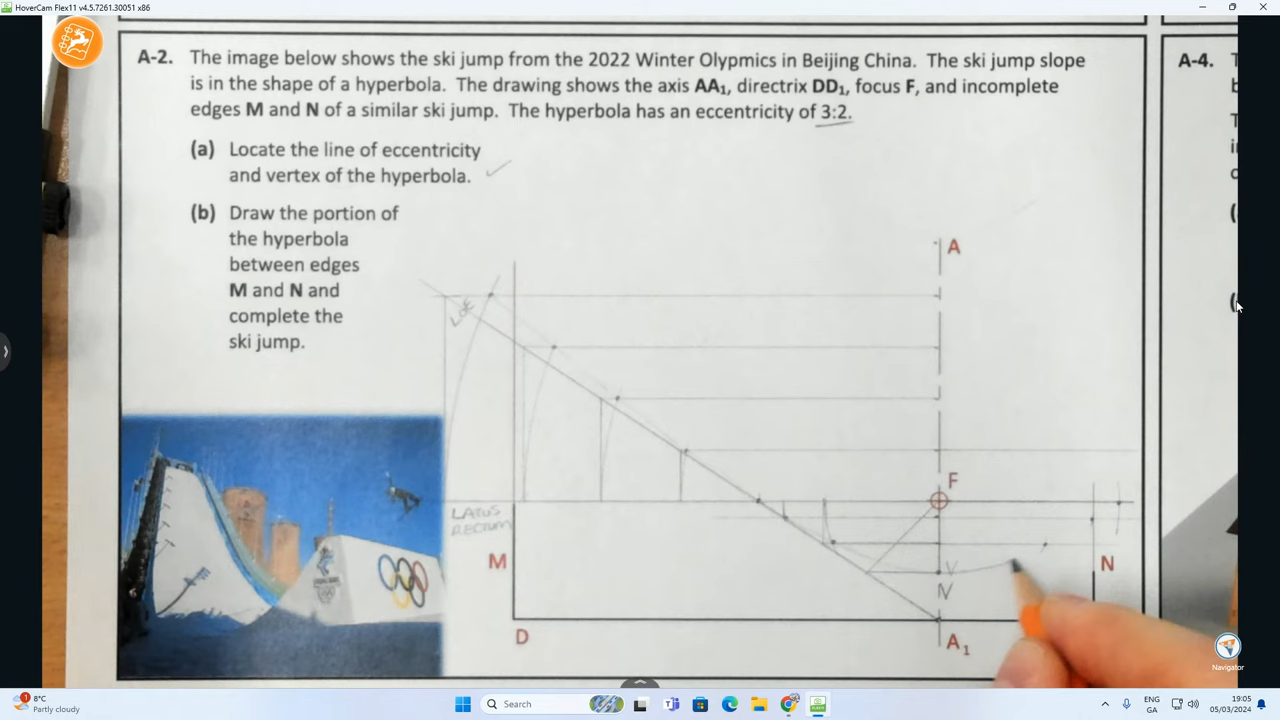 HoverCam Flex11 v4.5.7261.30051 x86
A-2. The image below shows the ski jump from the 2022 Winter Olypmics in Beijing China. The ski jump slope
is in the shape of a hyperbola. The drawing shows the axis AA₁, directrix DD₁, focus F, and incomplete
edges M and N of a similar ski jump. The hyperbola has an eccentricity of 3:2.
(a) Locate the line of eccentricity
and vertex of the hyperbola.
(b) Draw the portion of
the hyperbola
between edges
M and N and
complete the
ski jump.
A-4.
A
LOE
F
LATUS
RECTUM
M
V
N
N
D
A₁
Navigator
8°C
Partly cloudy
Search
ENG
GA
19:05
05/03/2024